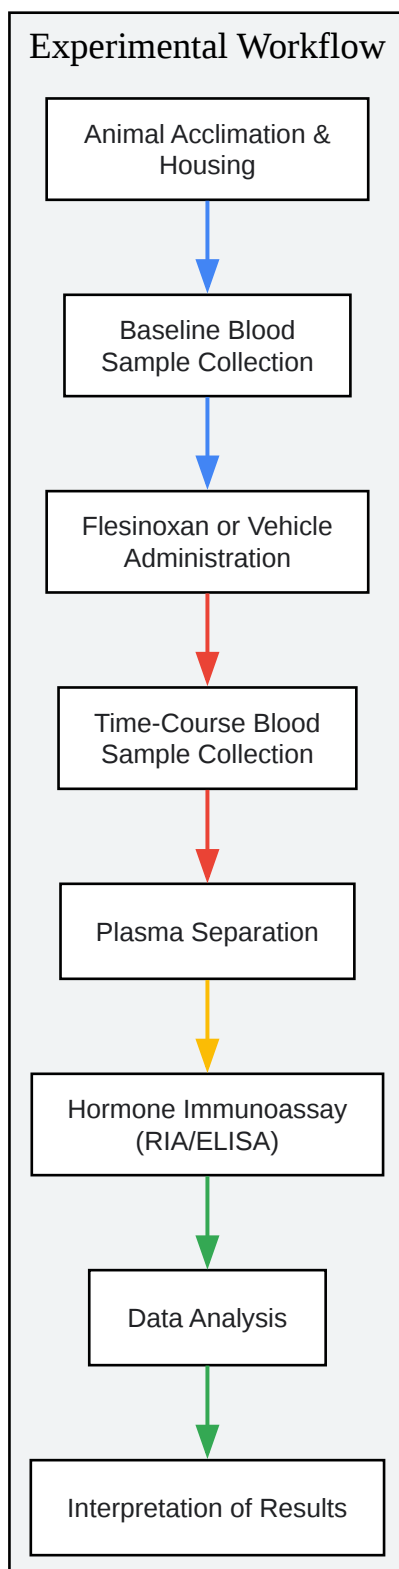 Experimental Workflow
Animal Acclimation &
Housing
Baseline Blood
Sample Collection
Flesinoxan or Vehicle
Administration
Time-Course Blood
Sample Collection
Plasma Separation
Hormone Immunoassay
(RIA/ELISA)
Data Analysis
Interpretation of Results